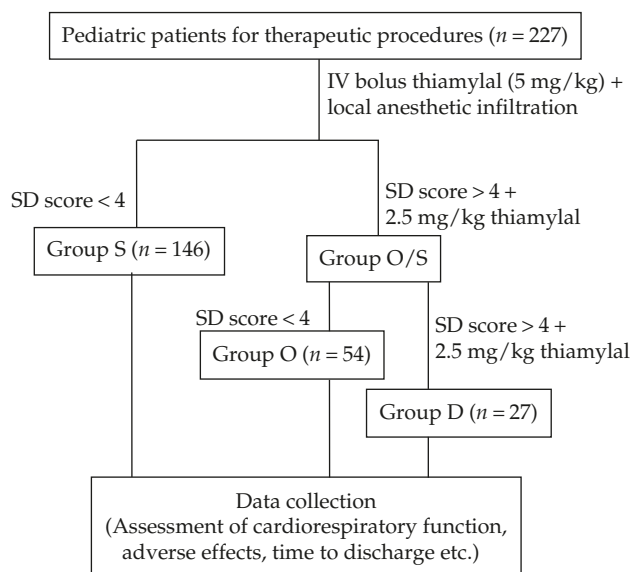 Pediatric patients for therapeutic procedures (n = 227)
IV bolus thiamylal (5 mg/kg) +
local anesthetic infiltration
SD score < 4
SD score > 4 +
2.5 mg/kg thiamylal
Group S (n = 146)
Group O/S
SD score < 4
SD score > 4 +
2.5 mg/kg thiamylal
Group O (n = 54)
Group D (n = 27)
Data collection
(Assessment of cardiorespiratory function,
adverse effects, time to discharge etc.)